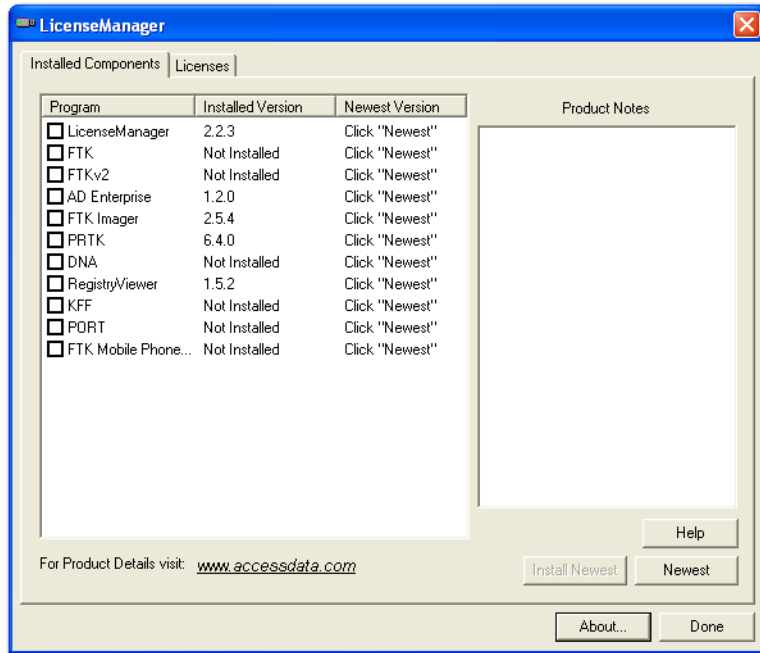 LicenseManager
Installed Components Licenses
Program Installed Version Newest Version
LicenseManager 2.2.3 Click "Newest"
FTK Not Installed Click "Newest"
FTKv2 Not Installed Click "Newest"
AD Enterprise 1.2.0 Click "Newest"
FTK Imager 2.5.4 Click "Newest"
PRTK 6.4.0 Click "Newest"
DNA Not Installed Click "Newest"
RegistryViewer 1.5.2 Click "Newest"
KFF Not Installed Click "Newest"
PORT Not Installed Click "Newest"
FTK Mobile Phone... Not Installed Click "Newest"
Product Notes
Help
For Product Details visit: www.accessdata.com
Install Newest Newest
About... Done